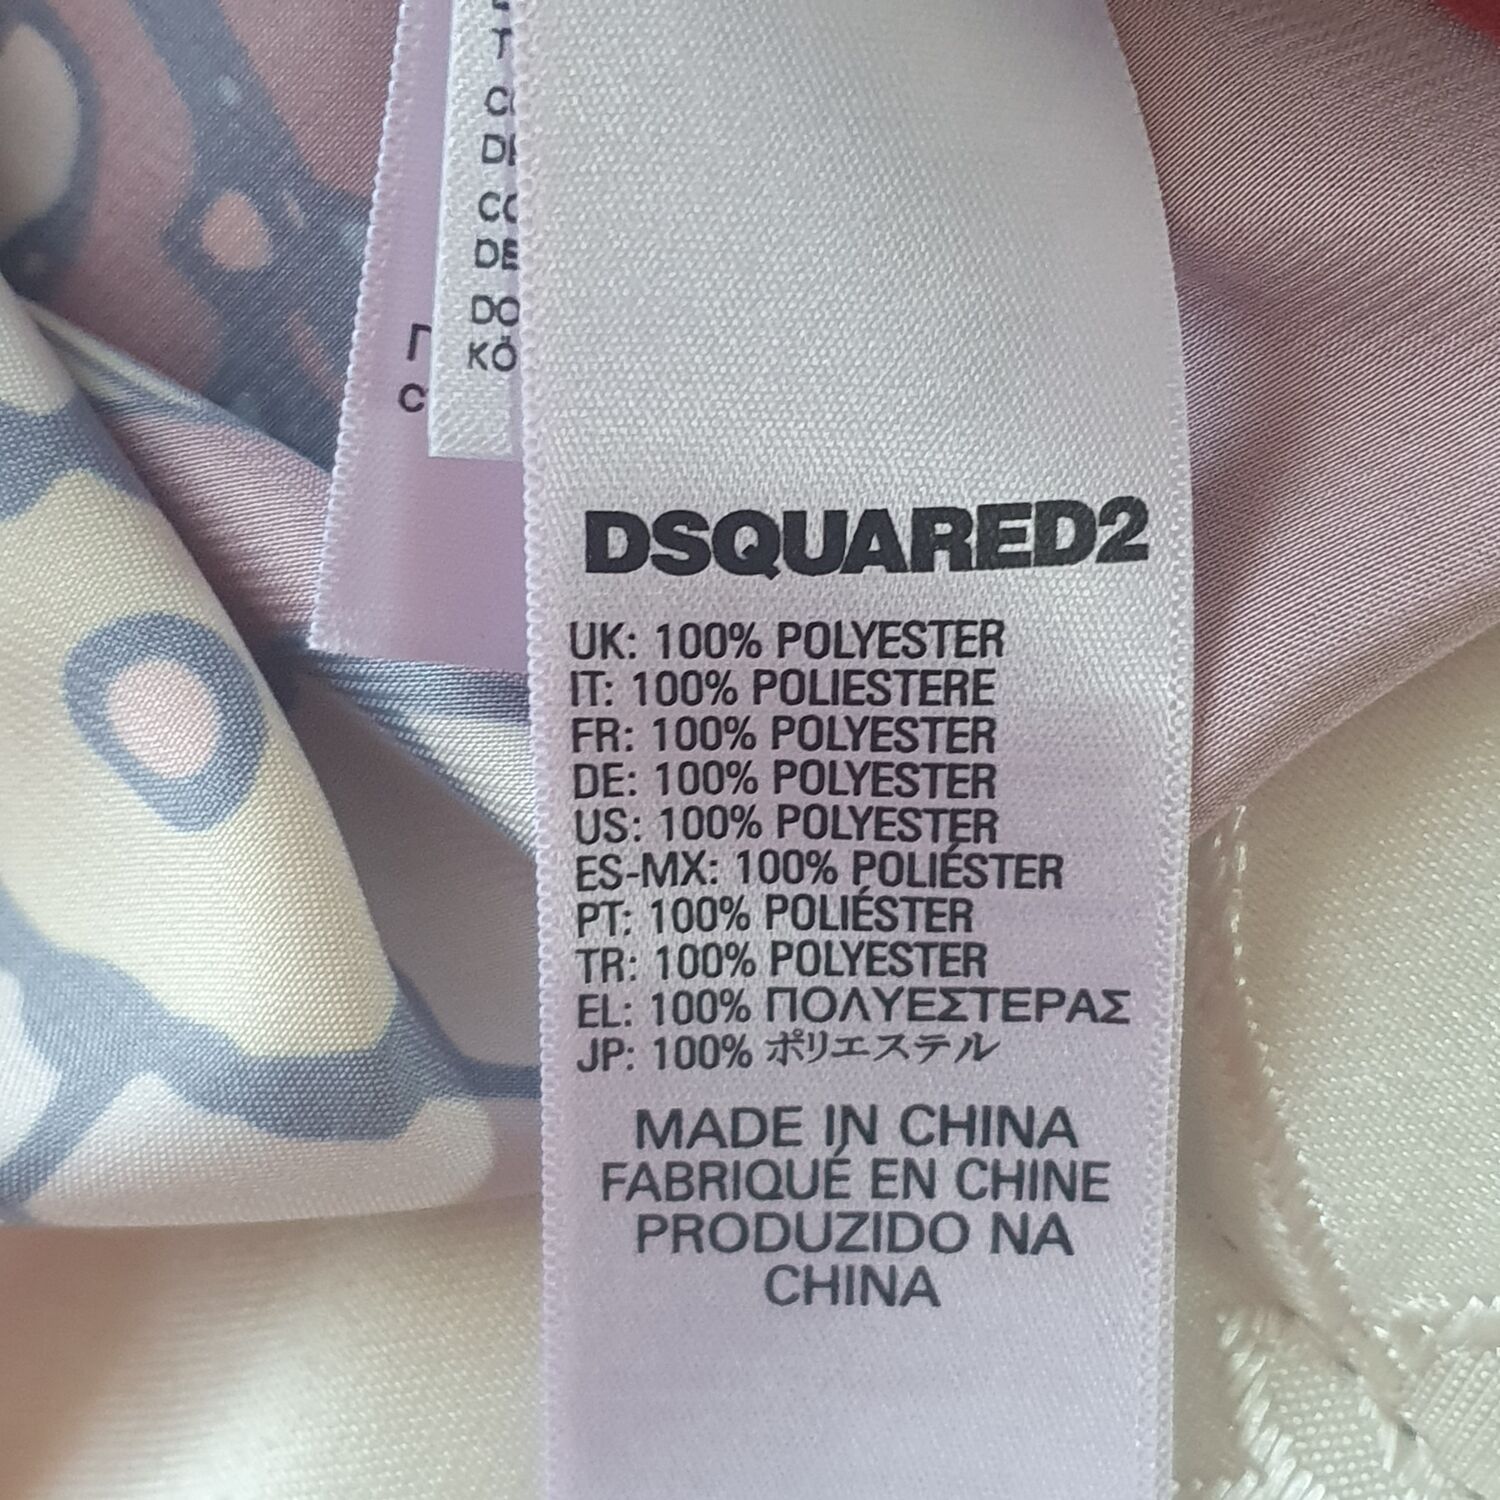 DSQUARED2
UK: 100% POLYESTER
IT: 100% POLIESTERE
FR: 100% POLYESTER
DE: 100% POLYESTER
US: 100% POLYESTER
ES-MX: 100% POLIÉSTER
PT: 100% POLIÉSTER
TR: 100% POLYESTER
EL: 100% ΠΟΛΥΕΣΤΕΡΑΣ
JP: 100% ポリエステル
MADE IN CHINA
FABRIQUÉ EN CHINE
PRODUZIDO NA
CHINA